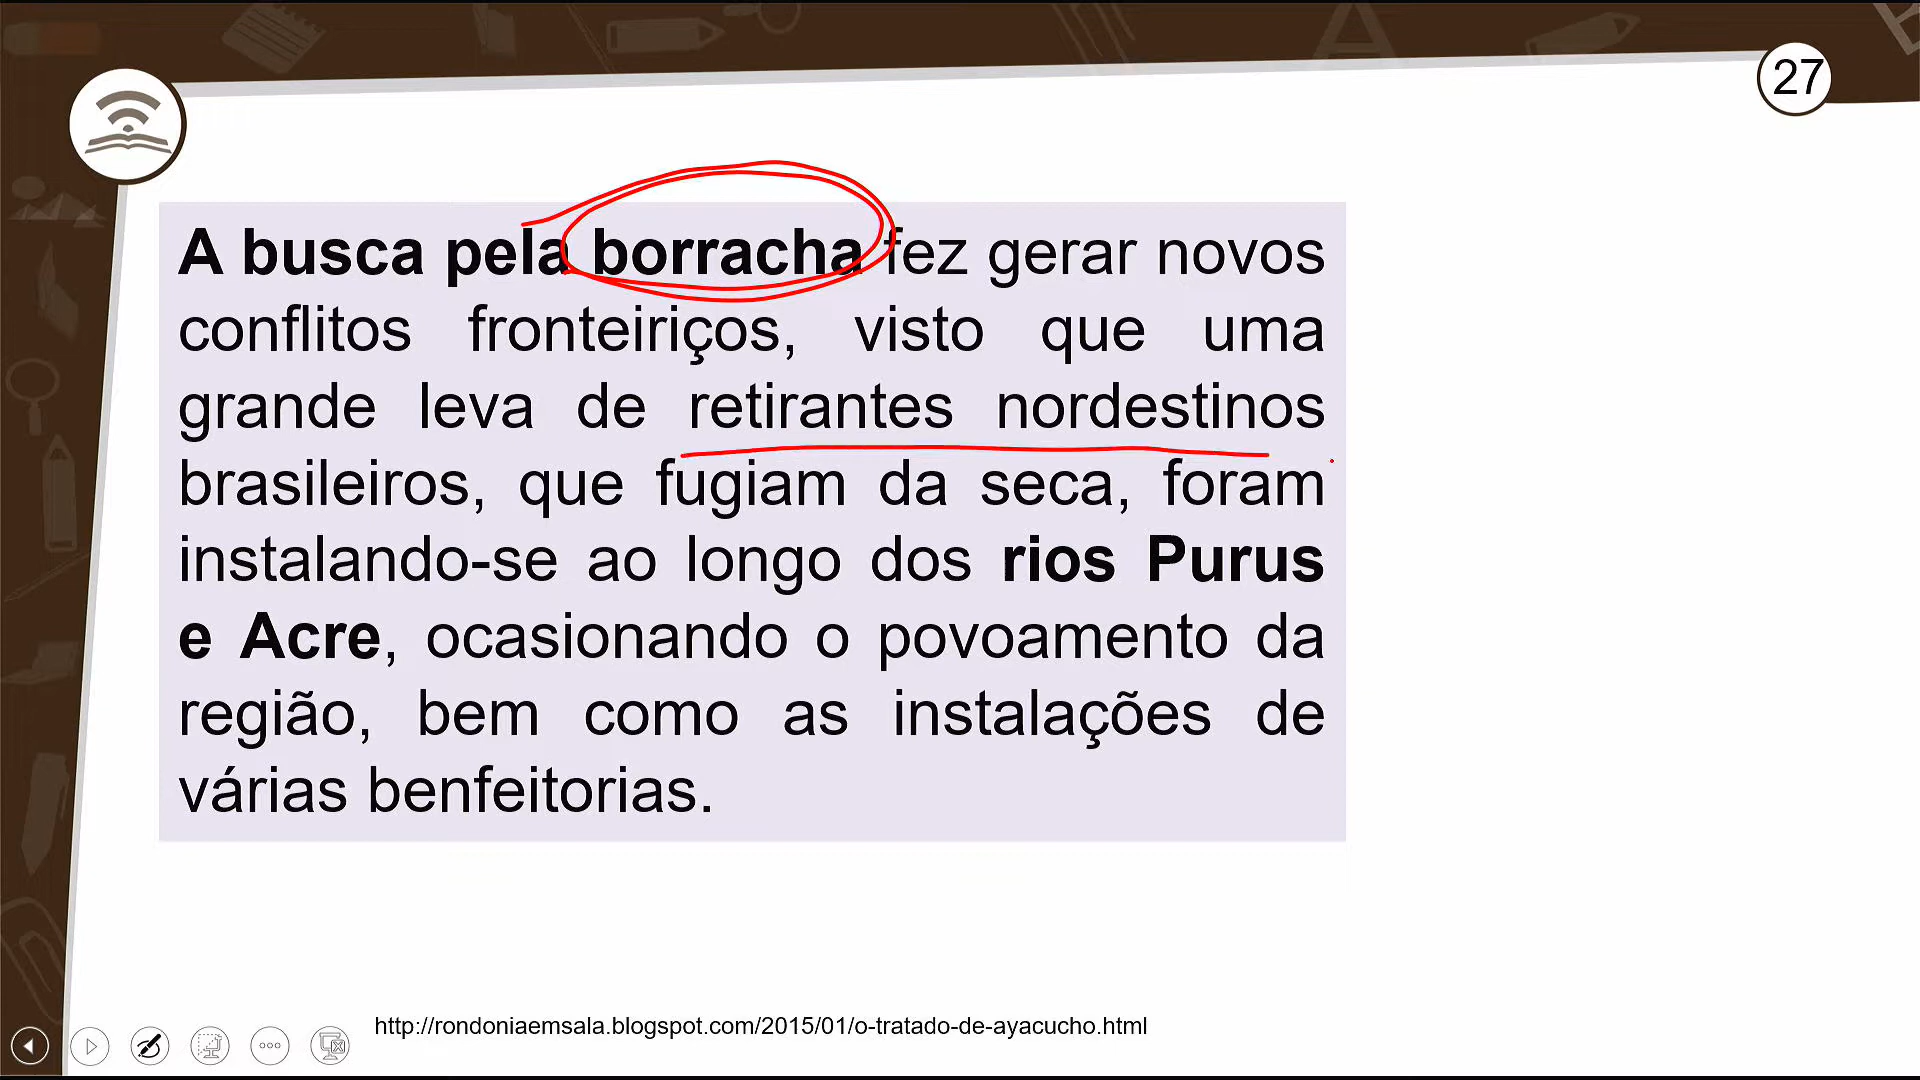 27
A busca pela borracha fez gerar novos
conflitos fronteiriços, visto que uma
grande leva de retirantes nordestinos
brasileiros, que fugiam da seca, foram
instalando-se ao longo dos rios Purus
e Acre, ocasionando o povoamento da
região, bem como as instalações de
várias benfeitorias.
http://rondoniaemsala.blogspot.com/2015/01/o-tratado-de-ayacucho.html